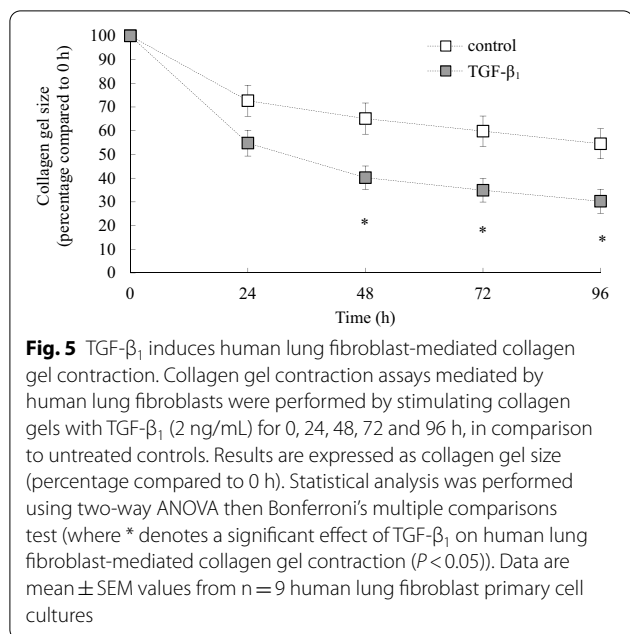 100
90
80
70
60
50
40
30
20
10
0
Collagen gel size
(percentage compared to 0 h)
control
TGF-β₁
*
*
*
0
24
48
72
96
Time (h)
Fig. 5 TGF-β₁ induces human lung fibroblast-mediated collagen
gel contraction. Collagen gel contraction assays mediated by
human lung fibroblasts were performed by stimulating collagen
gels with TGF-β₁ (2 ng/mL) for 0, 24, 48, 72 and 96 h, in comparison
to untreated controls. Results are expressed as collagen gel size
(percentage compared to 0 h). Statistical analysis was performed
using two-way ANOVA then Bonferroni’s multiple comparisons
test (where * denotes a significant effect of TGF-β₁ on human lung
fibroblast-mediated collagen gel contraction (P < 0.05)). Data are
mean ± SEM values from n = 9 human lung fibroblast primary cell
cultures